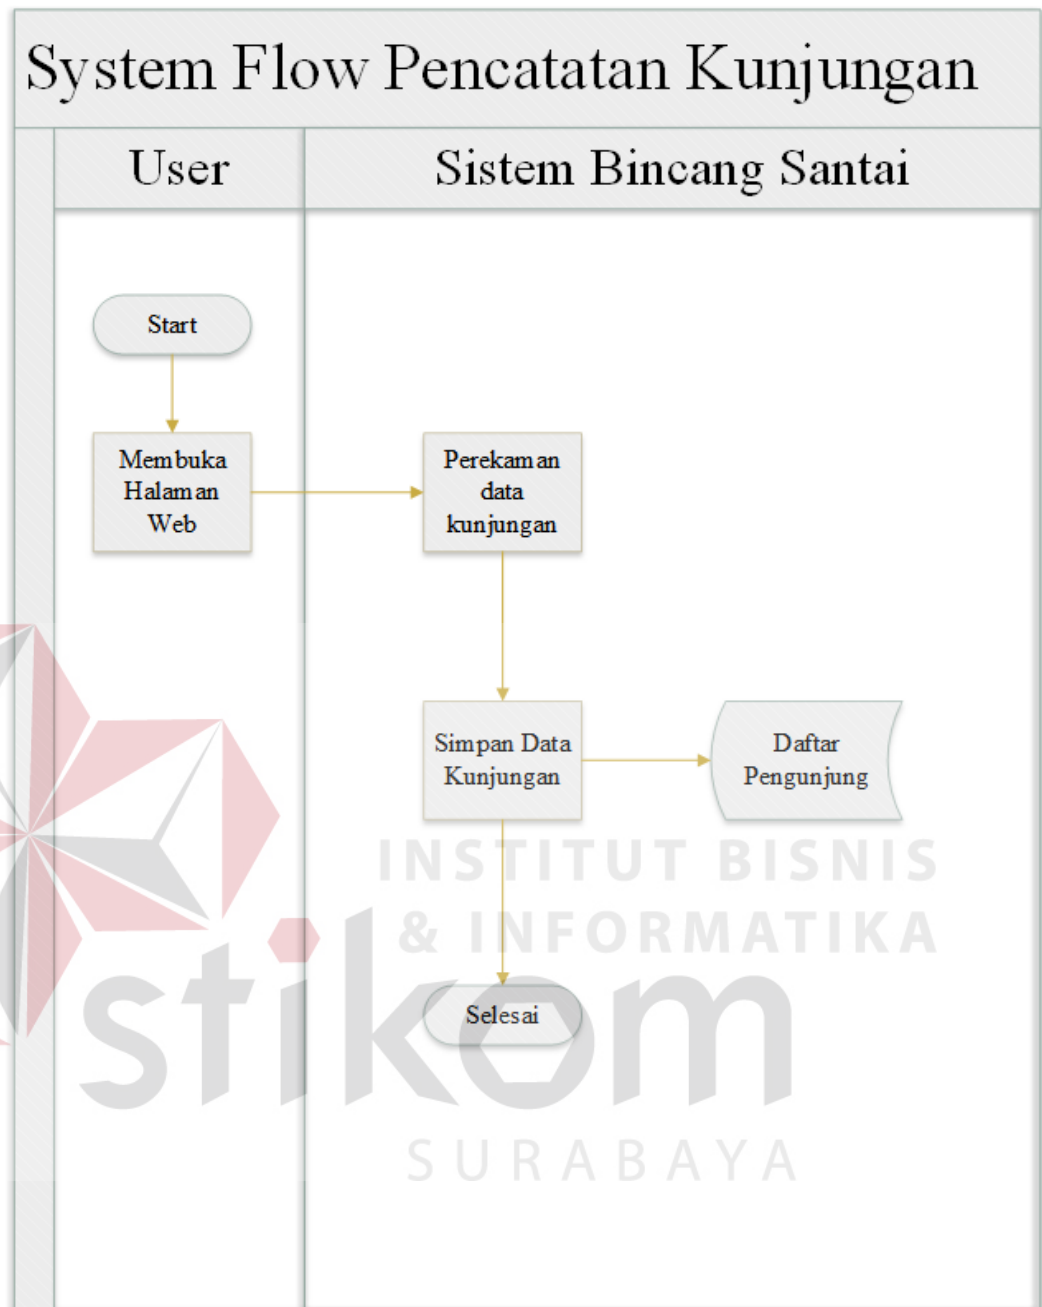 System Flow Pencatatan Kunjungan
User
Sistem Bincang Santai
Start
Membuka
Halaman
Web
Perekaman
data
kunjungan
Simpan Data
Kunjungan
Daftar
Pengunjung
INSTITUT BISNIS
& INFORMATIKA
stikom
Selesai
SURABAYA